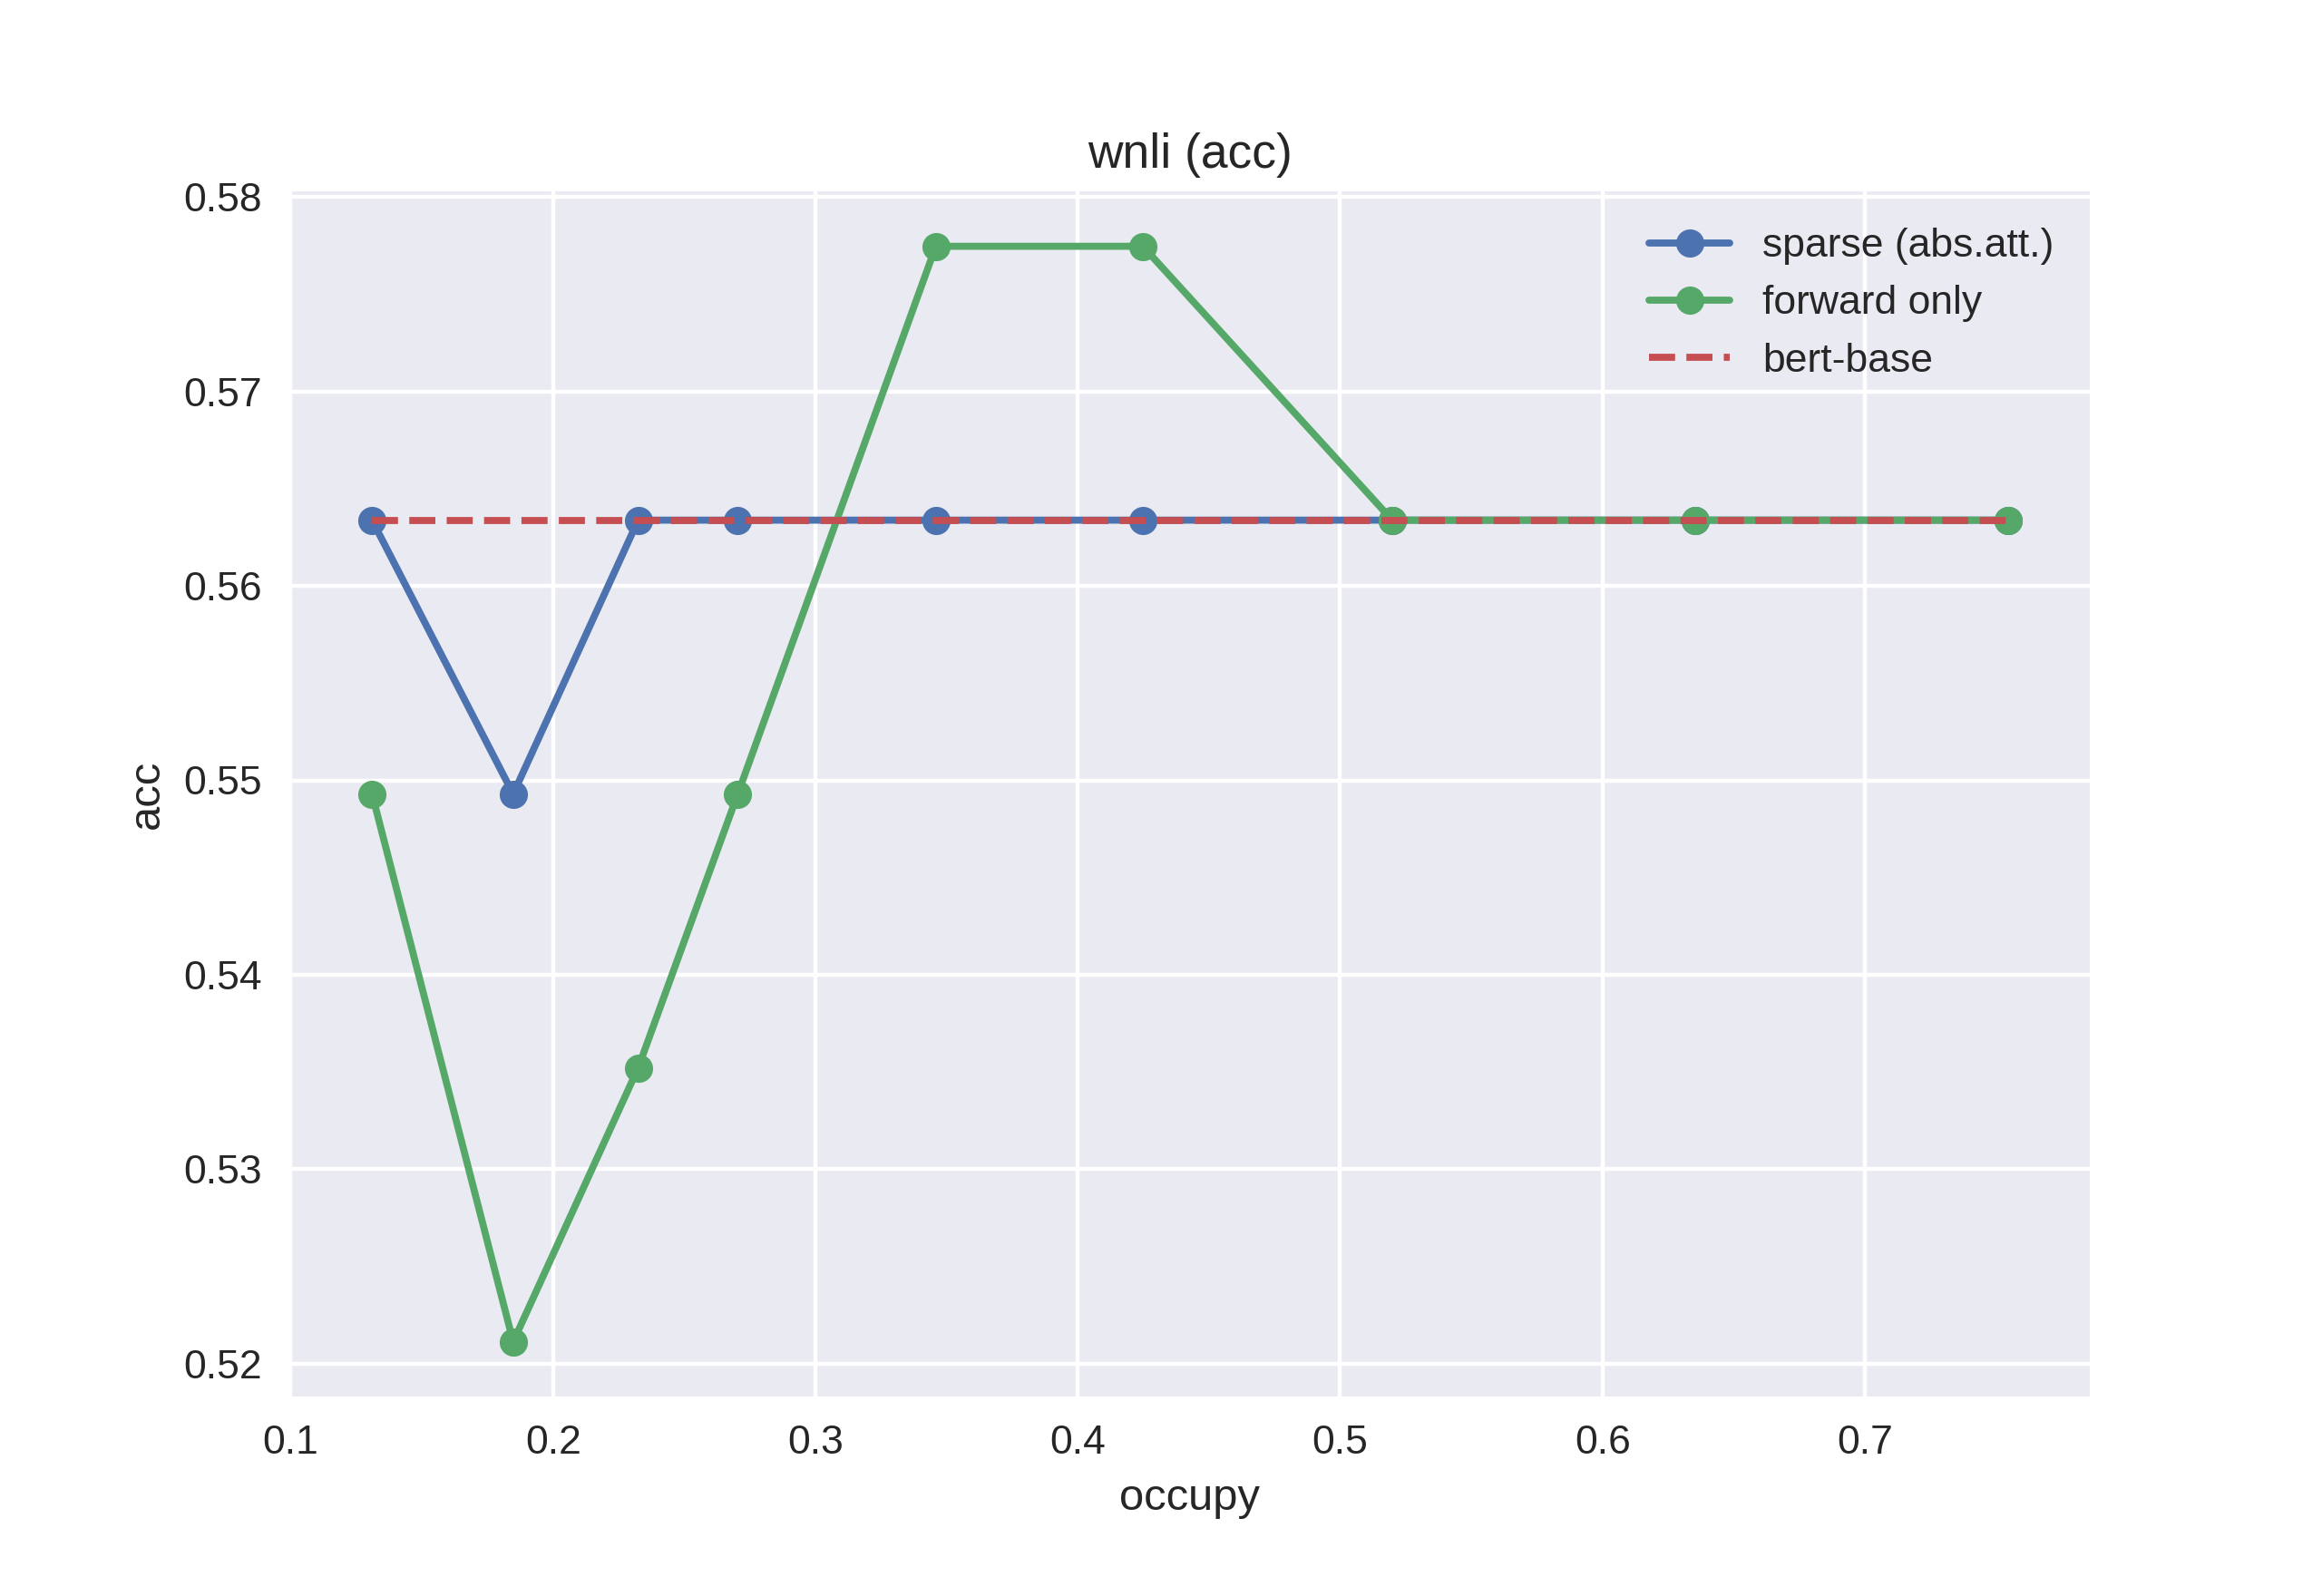 wnli (acc)
0.58
0.57
0.56
0.55
0.54
0.53
0.52
acc
sparse (abs.att.)
forward only
bert-base
0.1 0.2 0.3 0.4 0.5 0.6 0.7
occupy